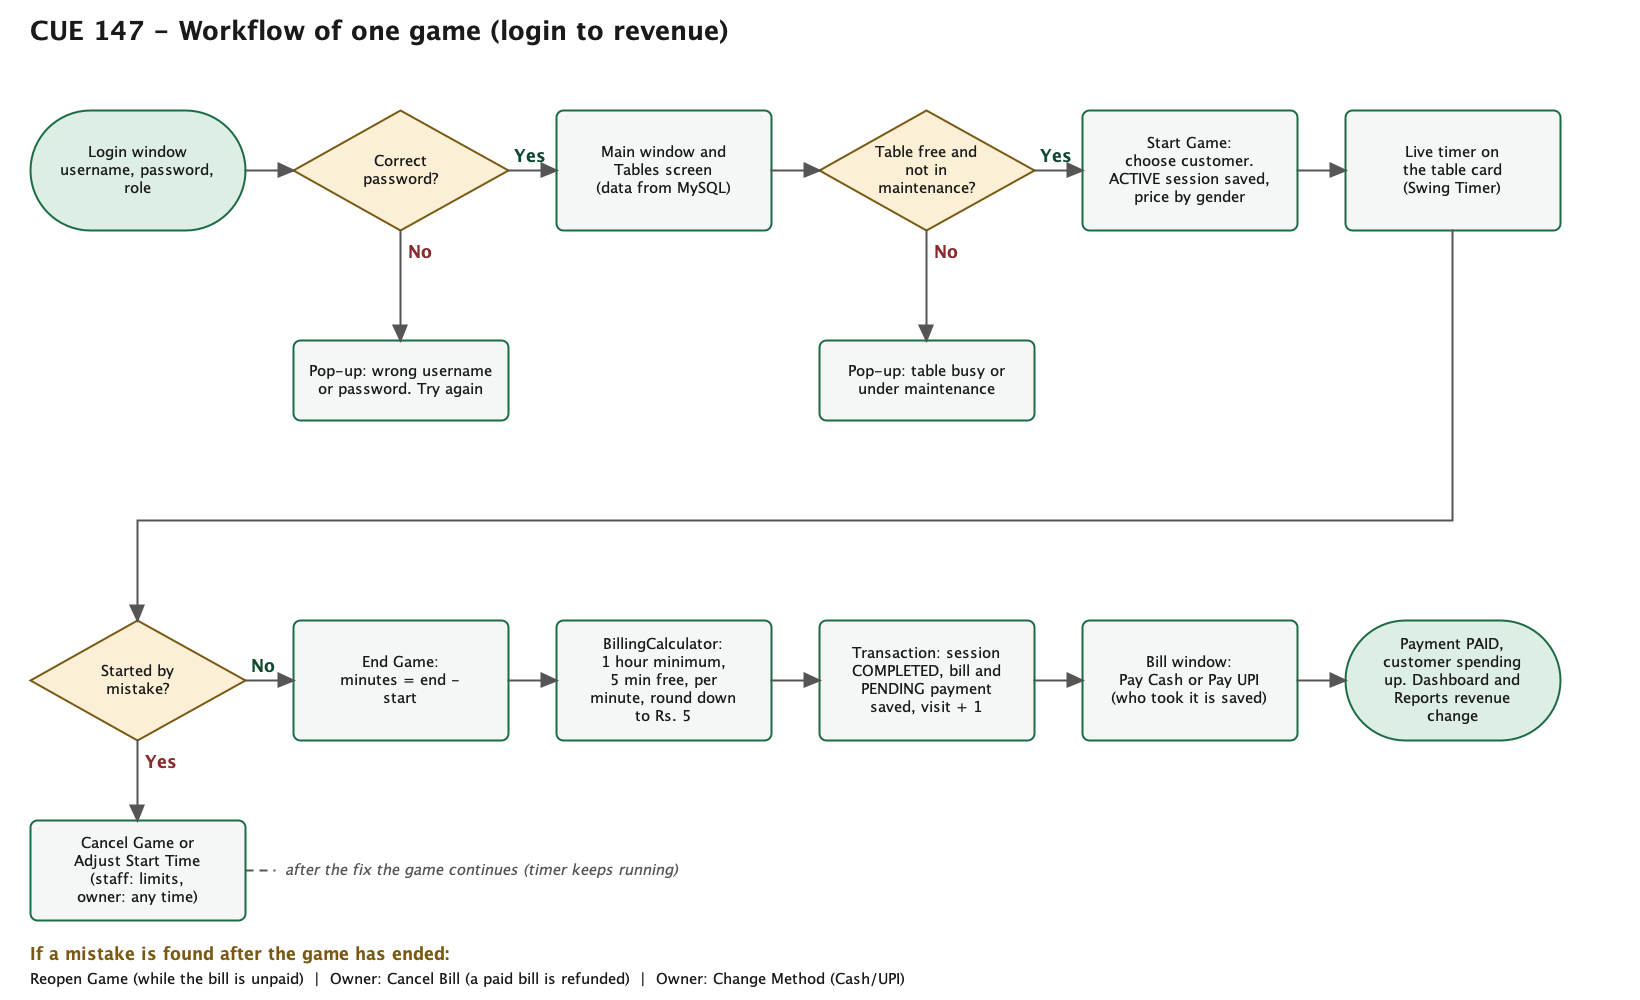 CUE 147 – Workflow of one game (login to revenue)
Login window
username, password,
role
Correct
password?
Yes
Main window and
Tables screen
(data from MySQL)
Table free and
not in
maintenance?
Yes
Start Game:
choose customer.
ACTIVE session saved,
price by gender
Live timer on
the table card
(Swing Timer)
No
No
Pop-up: wrong username
or password. Try again
Pop-up: table busy or
under maintenance
Started by
mistake?
No
End Game:
minutes = end –
start
BillingCalculator:
1 hour minimum,
5 min free, per
minute, round down
to Rs. 5
Transaction: session
COMPLETED, bill and
PENDING payment
saved, visit + 1
Bill window:
Pay Cash or Pay UPI
(who took it is saved)
Payment PAID,
customer spending
up. Dashboard and
Reports revenue
change
Yes
Cancel Game or
Adjust Start Time
(staff: limits,
owner: any time)
after the fix the game continues (timer keeps running)
If a mistake is found after the game has ended:
Reopen Game (while the bill is unpaid) | Owner: Cancel Bill (a paid bill is refunded) | Owner: Change Method (Cash/UPI)